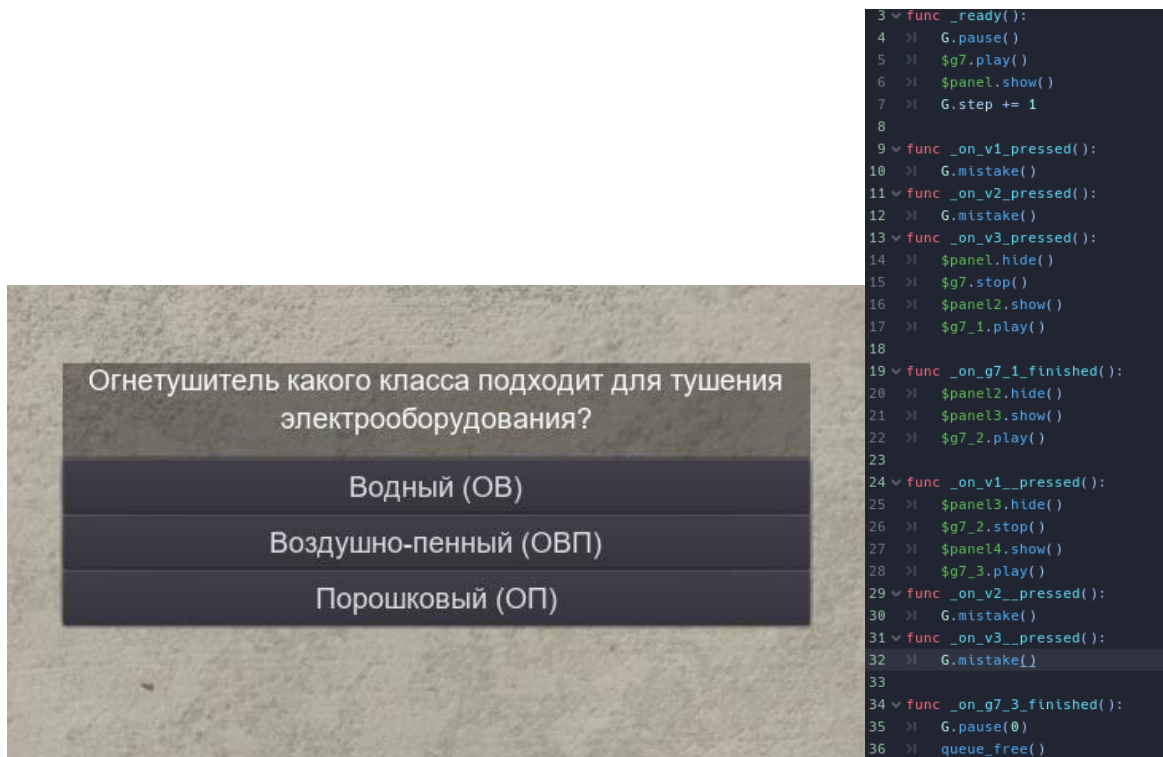 Огнетушитель какого класса подходит для тушения
электрооборудования?
Водный (ОВ)
Воздушно-пенный (ОВП)
Порошковый (ОП)
3 func _ready():
4 G.pause()
5 $g7.play()
6 $panel.show()
7 G.step += 1
8
9 func _on_v1_pressed():
10 G.mistake()
11 func _on_v2_pressed():
12 G.mistake()
13 func _on_v3_pressed():
14 $panel.hide()
15 $g7.stop()
16 $panel2.show()
17 $g7_1.play()
18
19 func _on_g7_1_finished():
20 $panel2.hide()
21 $panel3.show()
22 $g7_2.play()
23
24 func _on_v1__pressed():
25 $panel3.hide()
26 $g7_2.stop()
27 $panel4.show()
28 $g7_3.play()
29 func _on_v2__pressed():
30 G.mistake()
31 func _on_v3__pressed():
32 G.mistake()
33
34 func _on_g7_3_finished():
35 G.pause(0)
36 queue_free()